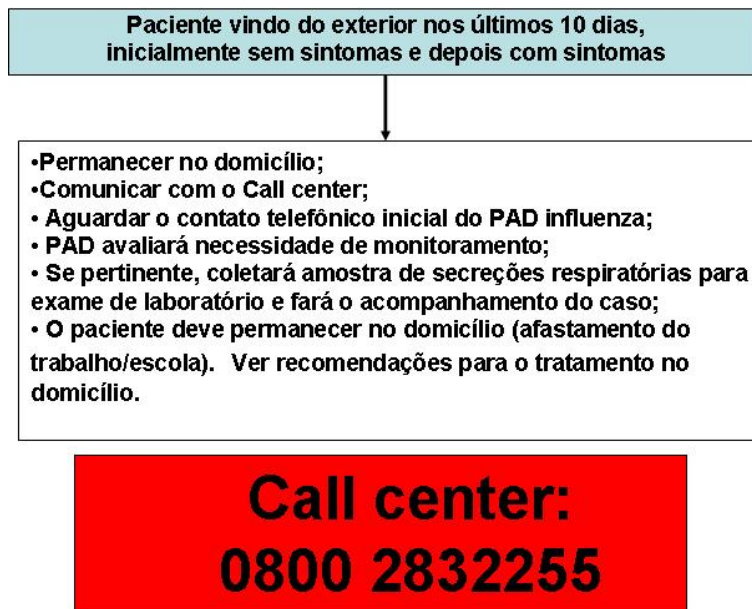 Paciente vindo do exterior nos últimos 10 dias,
inicialmente sem sintomas e depois com sintomas
•Permanecer no domicílio;
•Comunicar com o Call center;
• Aguardar o contato telefônico inicial do PAD influenza;
• PAD avaliará necessidade de monitoramento;
• Se pertinente, coletará amostra de secreções respiratórias para
exame de laboratório e fará o acompanhamento do caso;
• O paciente deve permanecer no domicílio (afastamento do
trabalho/escola). Ver recomendações para o tratamento no
domicílio.
Call center:
0800 2832255